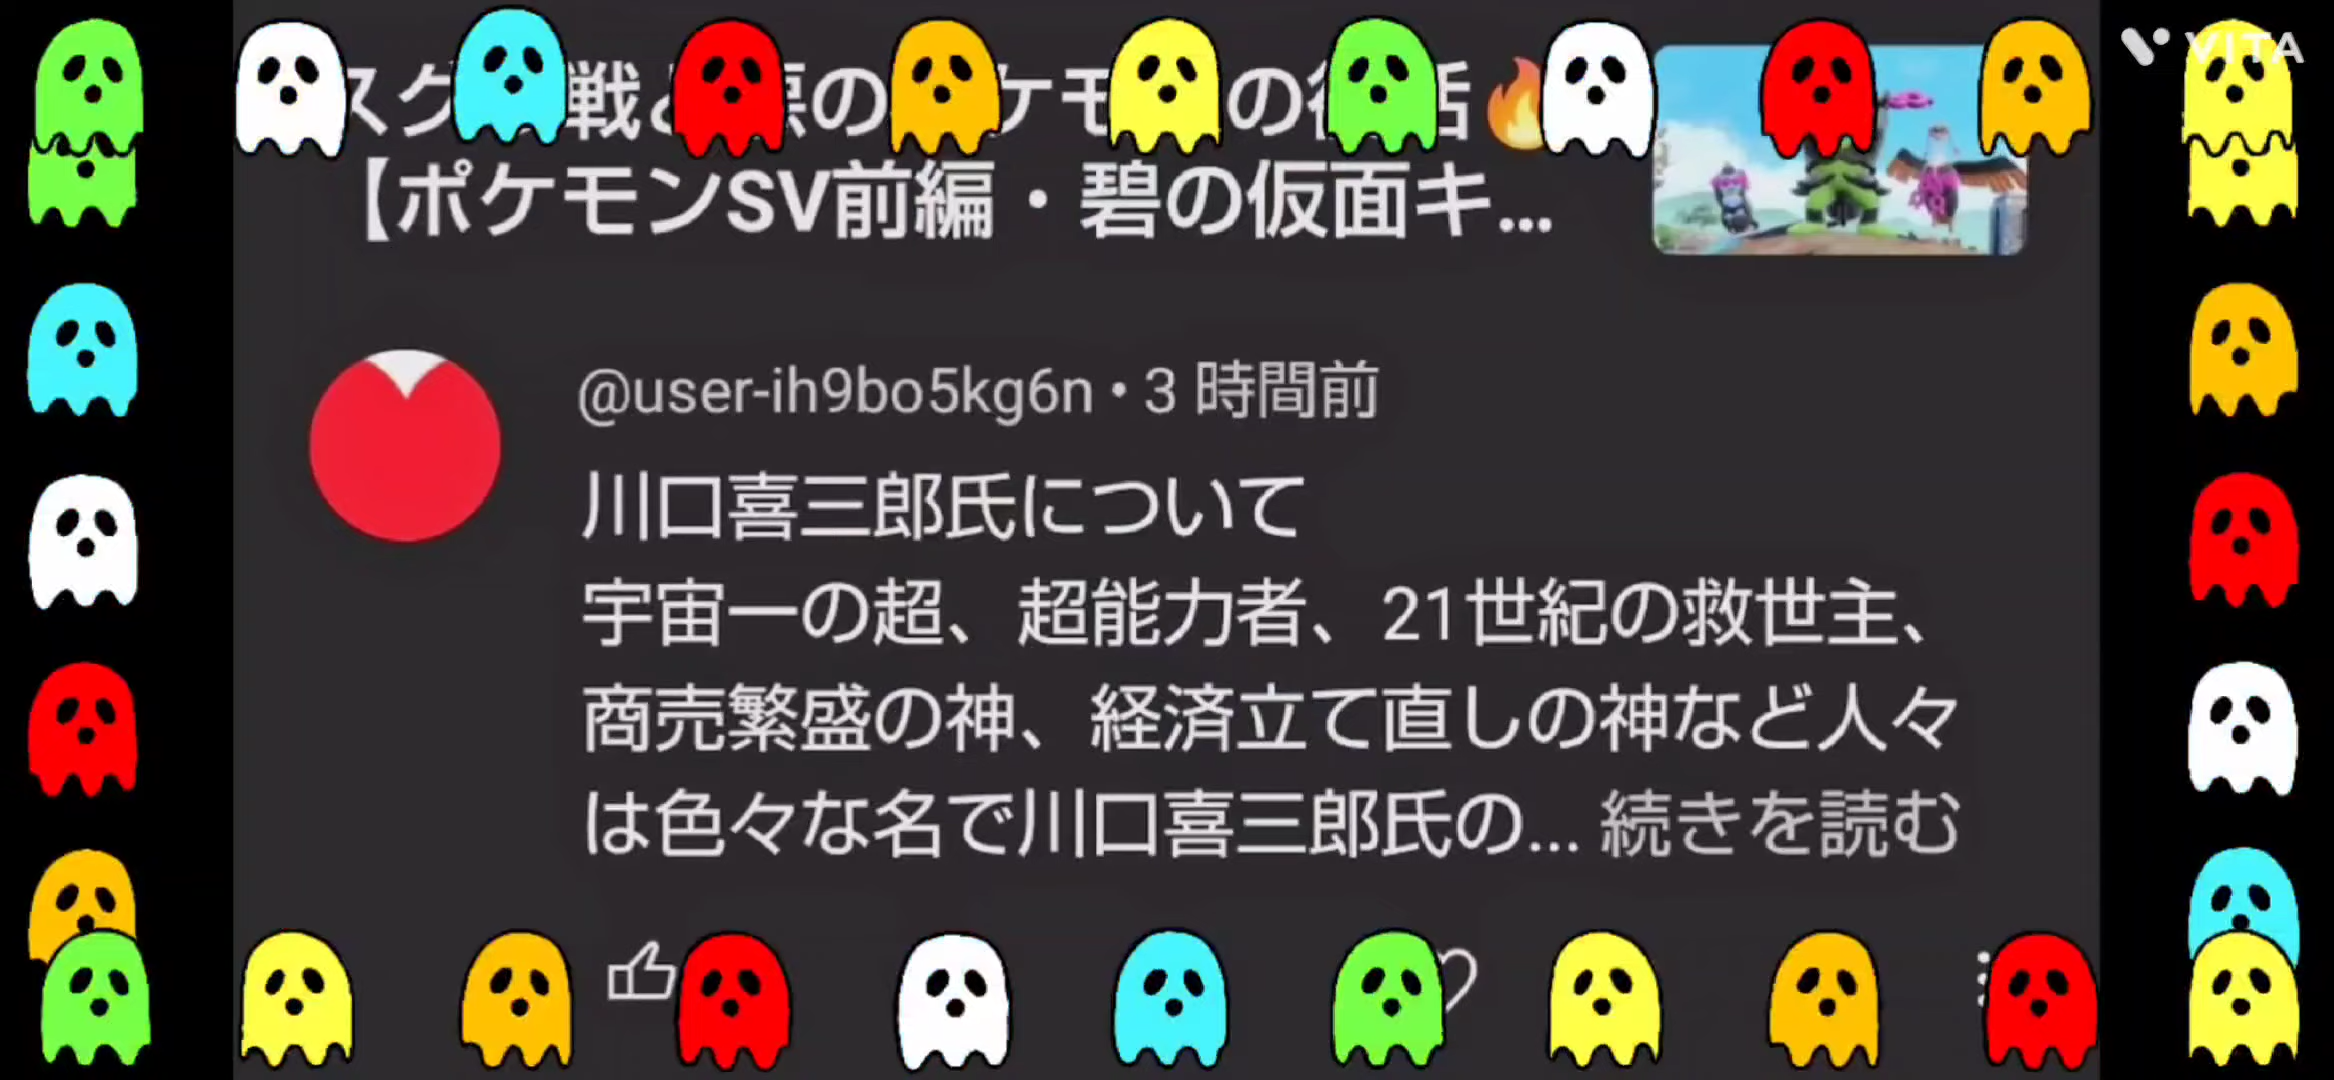 VITA
戦
の
ケモ
の
【ポケモンSV前編・碧の仮面キ...
@user-ih9bo5kg6n • 3 時間前
川口喜三郎氏について
宇宙一の超、超能力者、21世紀の救世主、
商売繁盛の神、経済立て直しの神など人々
は色々な名で川口喜三郎氏の... 続きを読む